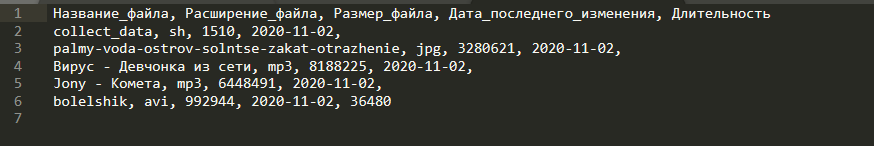 1 Название_файла, Расширение_файла, Размер_файла, Дата_последнего_изменения, Длительность
2 collect_data, sh, 1510, 2020-11-02,
3 palmy-voda-ostrov-solntse-zakat-otrazhenie, jpg, 3280621, 2020-11-02,
4 Вирус - Девчонка из сети, mp3, 8188225, 2020-11-02,
5 Jony - Комета, mp3, 6448491, 2020-11-02,
6 bolelshik, avi, 992944, 2020-11-02, 36480
7